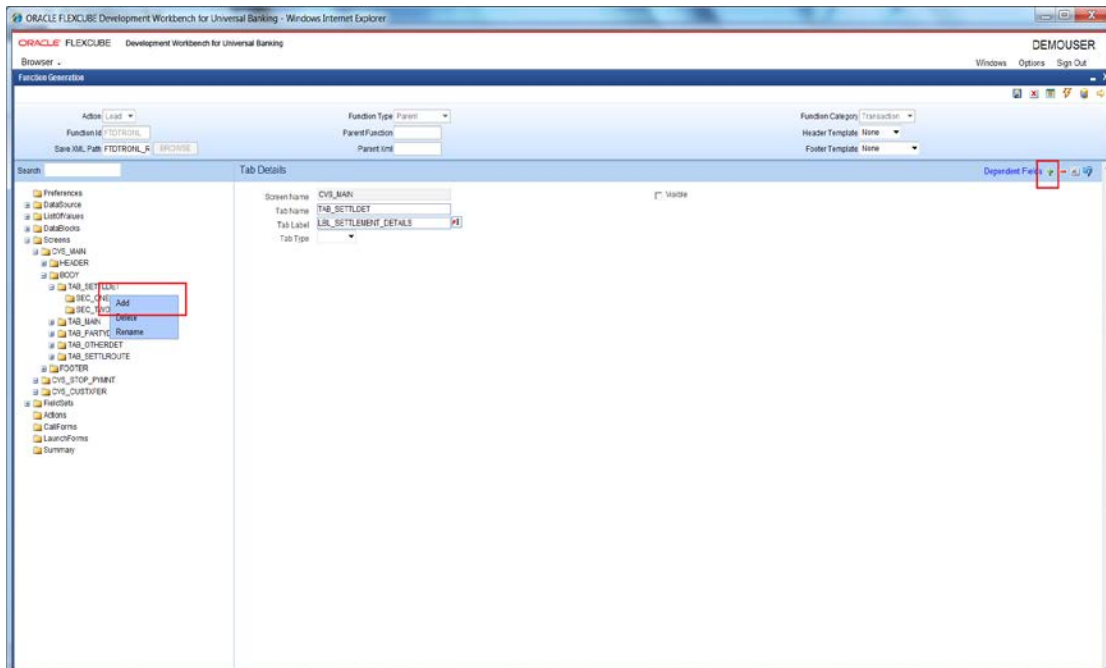 ORACLE FLEXCUBE Development Workbench for Universal Banking - Windows Internet Explorer
ORACLE FLEXCUBE Development Workbench for Universal Banking
DEMOUSER
Browser
Windows Options Sign Out
Function Generation
Action Load
Function Type Parent
Function Category Transaction
Function Id FTDTRONL
Parent Function
Header Template None
Save XML Path FTDTRONL_R BROWSE
Parent Xml
Footer Template None
Search
Tab Details
Dependent Fields
Preferences
DataSource
ListOfValues
DataBlocks
Screens
CVS_MAIN
HEADER
BODY
TAB_SETTLDET
SEC_ONE
SEC_TWO
TAB_MAIN
TAB_PARTYD
TAB_OTHERDET
TAB_SETTLROUTE
FOOTER
CVS_STOP_PYMNT
CVS_CUSTXFER
FieldSets
Actions
CallForms
LaunchForms
Summary
Add
Delete
Rename
Screen Name CVS_MAIN
Visible
Tab Name TAB_SETTLDET
Tab Label LBL_SETTLEMENT_DETAILS
Tab Type